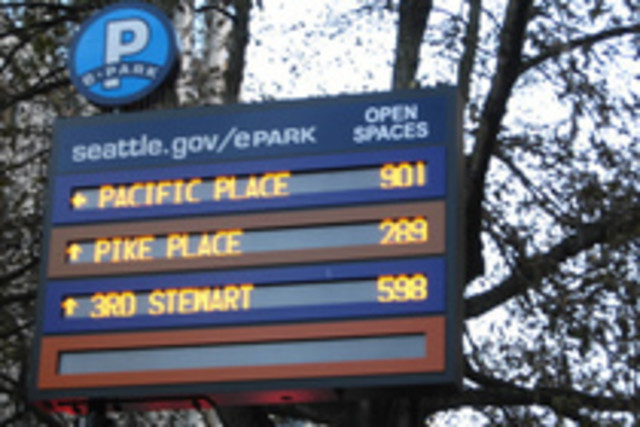 P
e-PARK
seattle.gov/ePARK
OPEN SPACES
← PACIFIC PLACE 901
↑ PIKE PLACE 289
↑ 3RD STEWART 598